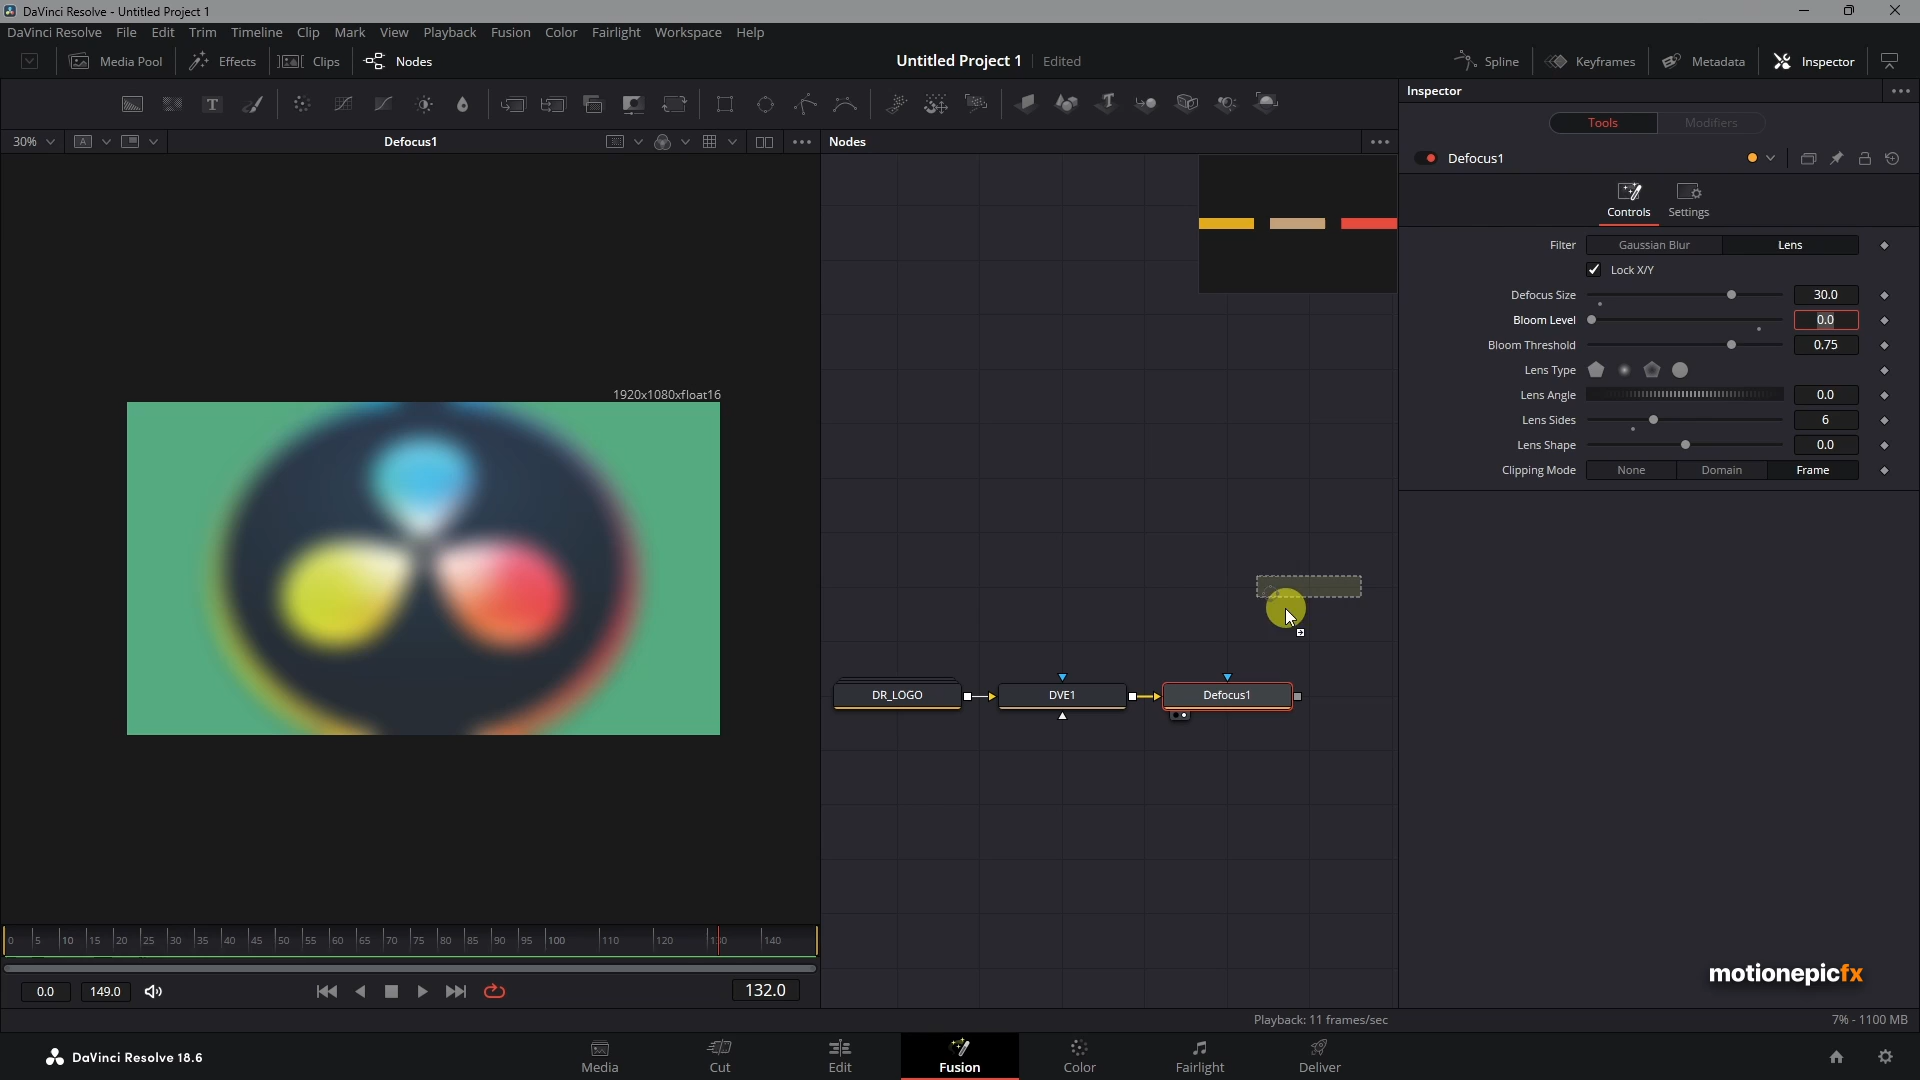 DaVinci Resolve - Untitled Project 1
DaVinci Resolve File Edit Trim Timeline Clip Mark View Playback Fusion Color Fairlight Workspace Help
Media Pool Effects Clips Nodes Untitled Project 1 Edited Spline Keyframes Metadata Inspector
Inspector
Tools Modifiers
30% A Defocus1 Nodes
Defocus1
Controls Settings
Filter Gaussian Blur Lens
Lock X/Y
Defocus Size 30.0
Bloom Level 0.0
Bloom Threshold 0.75
Lens Type
Lens Angle 0.0
Lens Sides 6
Lens Shape 0.0
Clipping Mode None Domain Frame
1920x1080xfloat16
DR_LOGO DVE1 Defocus1
0 5 10 15 20 25 30 35 40 45 50 55 60 65 70 75 80 85 90 95 100 110 120 130 140
0.0 149.0 132.0
motionepicfx
Playback: 11 frames/sec 7% - 1100 MB
DaVinci Resolve 18.6 Media Cut Edit Fusion Color Fairlight Deliver